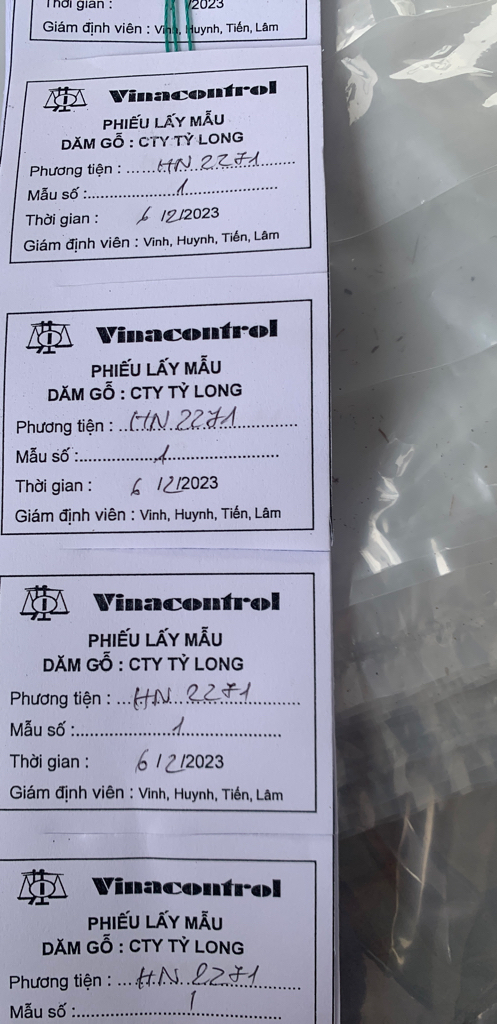 Thời gian : /2023
Giám định viên : Vinh, Huynh, Tiến, Lâm
Vinacontrol
PHIẾU LẤY MẪU
DĂM GỖ : CTY TỶ LONG
Phương tiện : ...HN 2271...........
Mẫu số :...............1...................
Thời gian : 6 /2/2023
Giám định viên : Vinh, Huynh, Tiến, Lâm
Vinacontrol
PHIẾU LẤY MẪU
DĂM GỖ : CTY TỶ LONG
Phương tiện : ...HN 2271...........
Mẫu số :...............1...................
Thời gian : 6 /2/2023
Giám định viên : Vinh, Huynh, Tiến, Lâm
Vinacontrol
PHIẾU LẤY MẪU
DĂM GỖ : CTY TỶ LONG
Phương tiện : ...HN 2271...........
Mẫu số :...............1...................
Thời gian : 6 /2/2023
Giám định viên : Vinh, Huynh, Tiến, Lâm
Vinacontrol
PHIẾU LẤY MẪU
DĂM GỖ : CTY TỶ LONG
Phương tiện : ...HN 2271...........
Mẫu số :...............1...................